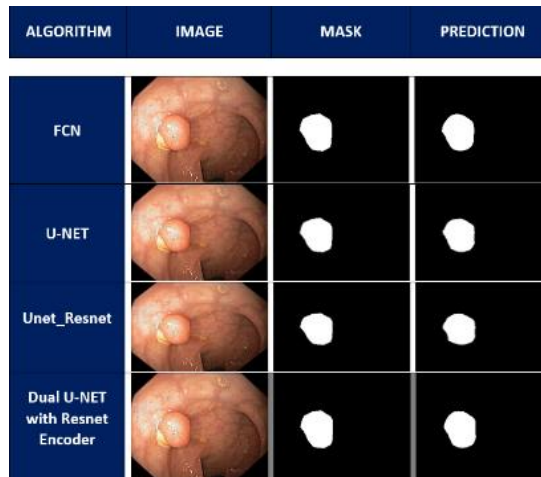 ALGORITHM IMAGE MASK PREDICTION
FCN
U-NET
Unet_Resnet
Dual U-NET
with Resnet
Encoder